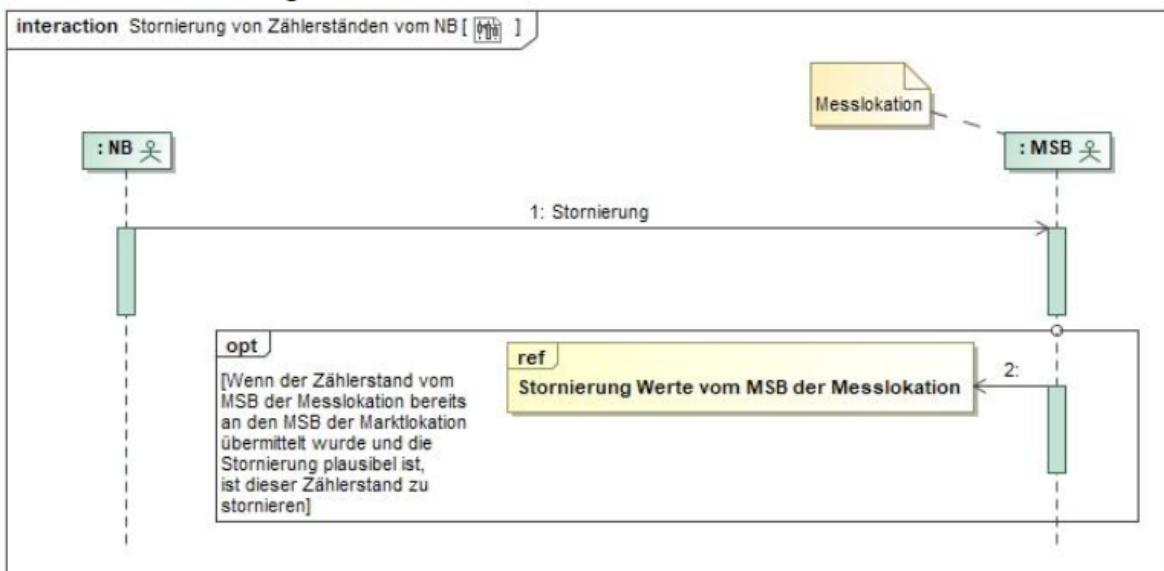 interaction Stornierung von Zählerständen vom NB [ ]
Messlokation
: NB
: MSB
1: Stornierung
opt
[Wenn der Zählerstand vom
MSB der Messlokation bereits
an den MSB der Marktlokation
übermittelt wurde und die
Stornierung plausibel ist,
ist dieser Zählerstand zu
stornieren]
ref
Stornierung Werte vom MSB der Messlokation
2: